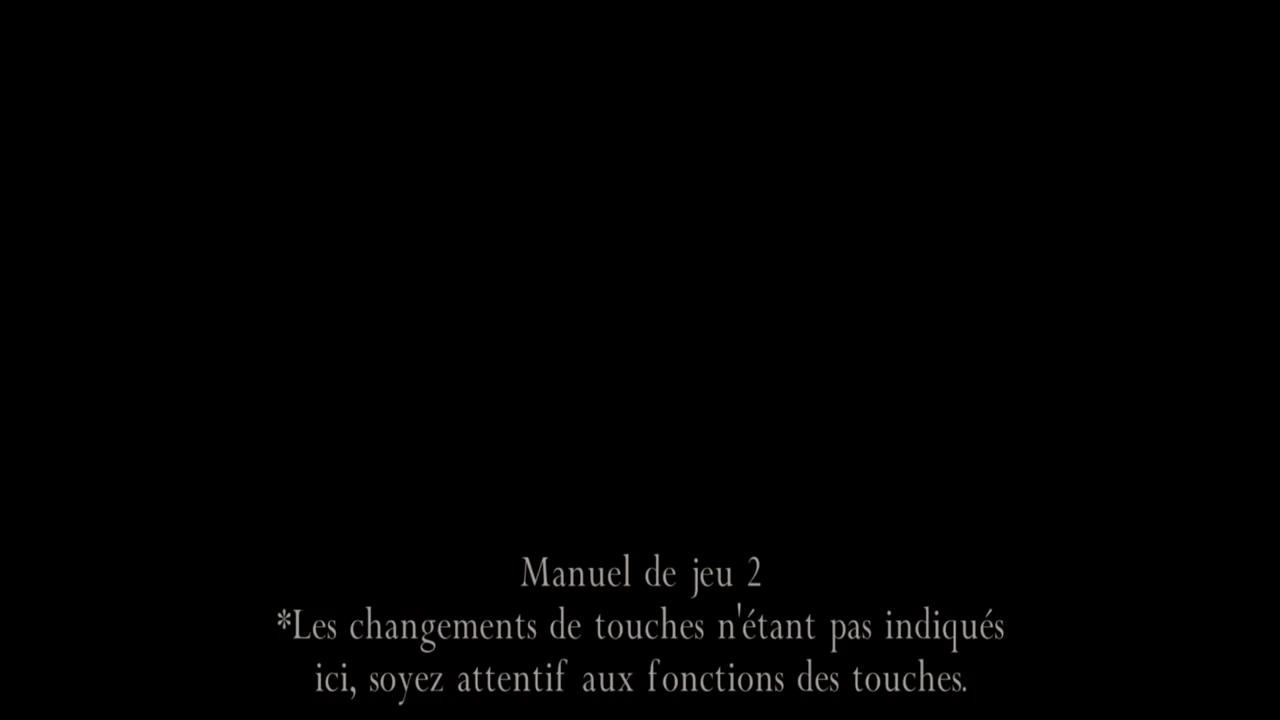 Manuel de jeu 2
*Les changements de touches n'étant pas indiqués
ici, soyez attentif aux fonctions des touches.